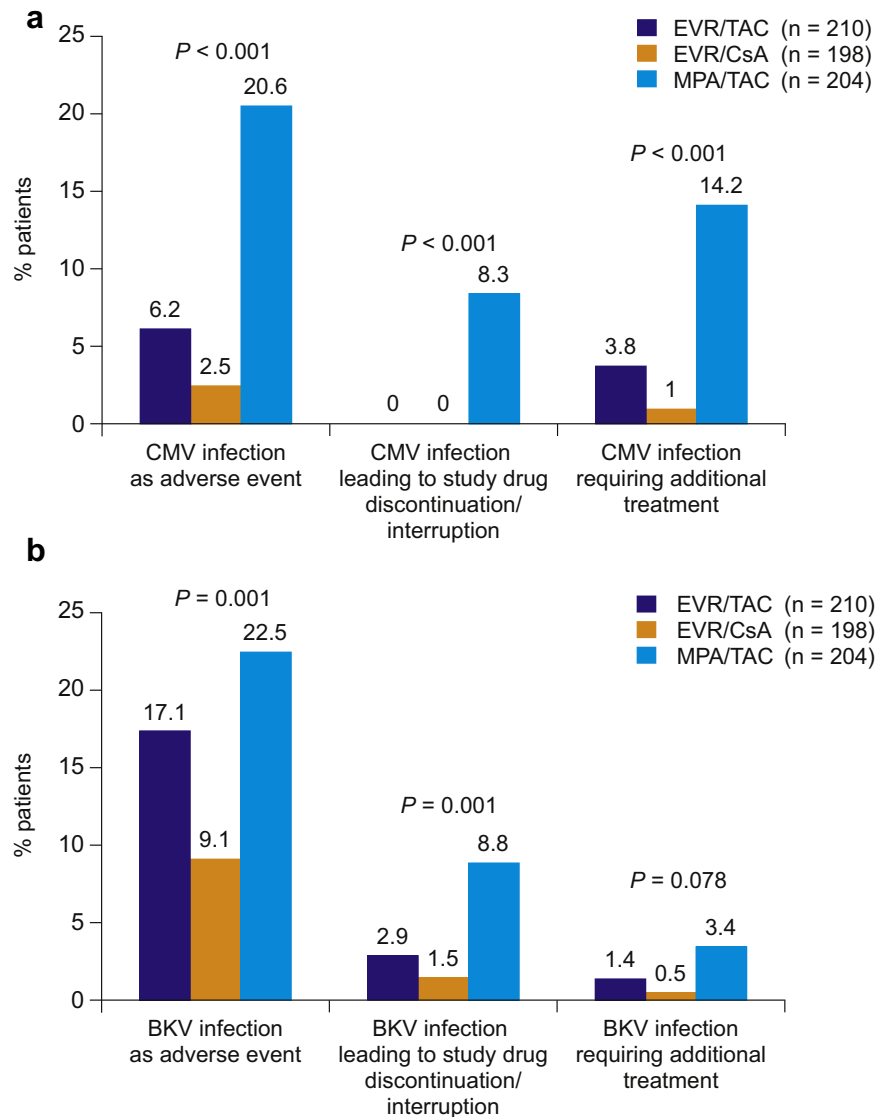 a
EVR/TAC (n = 210)
EVR/CsA (n = 198)
MPA/TAC (n = 204)
% patients
25
20
15
10
5
0
P < 0.001
6.2
2.5
20.6
P < 0.001
0
0
8.3
P < 0.001
3.8
1
14.2
CMV infection
as adverse event
CMV infection
leading to study drug
discontinuation/
interruption
CMV infection
requiring additional
treatment
b
EVR/TAC (n = 210)
EVR/CsA (n = 198)
MPA/TAC (n = 204)
% patients
25
20
15
10
5
0
P = 0.001
17.1
9.1
22.5
P = 0.001
2.9
1.5
8.8
P = 0.078
1.4
0.5
3.4
BKV infection
as adverse event
BKV infection
leading to study drug
discontinuation/
interruption
BKV infection
requiring additional
treatment